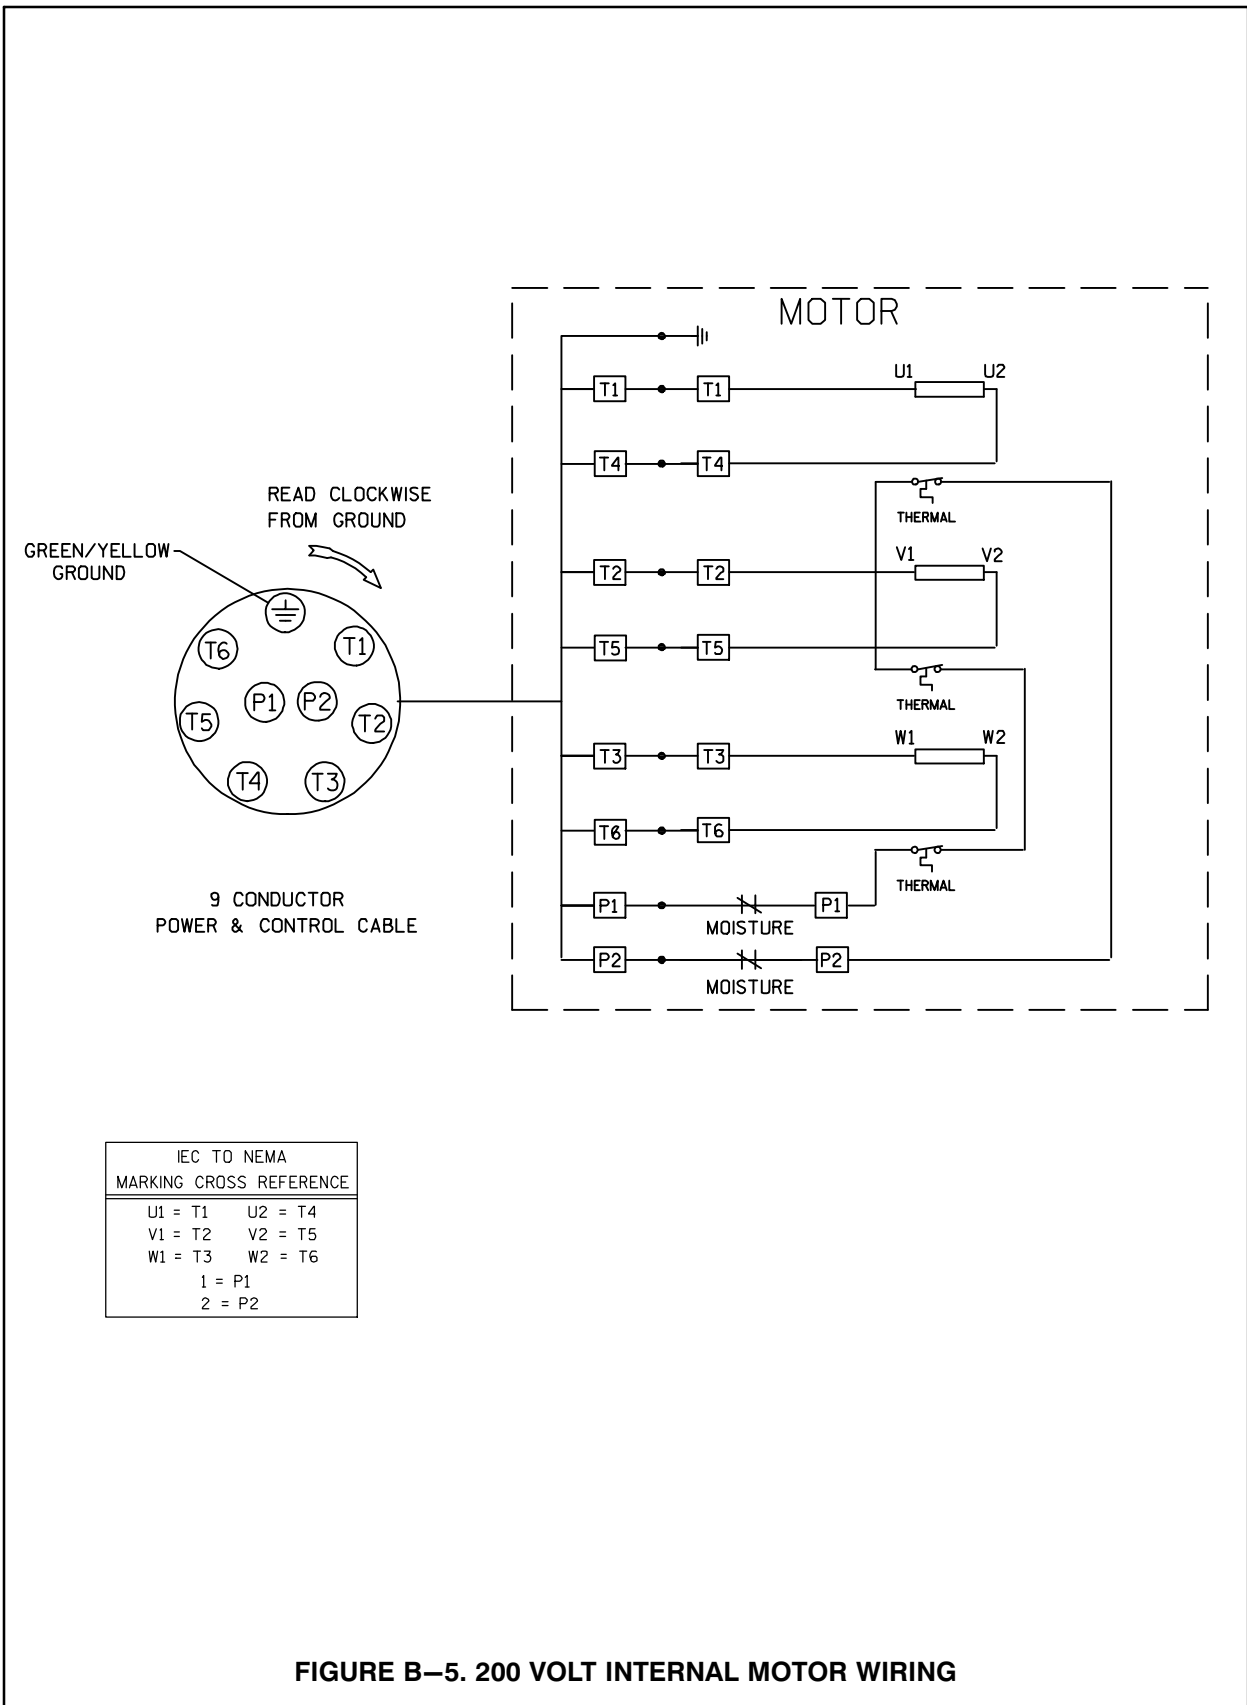 MOTOR
T1 T1 U1 U2
T4 T4
THERMAL
T2 T2 V1 V2
T5 T5
THERMAL
T3 T3 W1 W2
T6 T6
THERMAL
P1 P1
MOISTURE
P2 P2
MOISTURE
READ CLOCKWISE
FROM GROUND
GREEN/YELLOW
GROUND
T6 T1
P1 P2
T5 T2
T4 T3
9 CONDUCTOR
POWER & CONTROL CABLE
IEC TO NEMA
MARKING CROSS REFERENCE
U1 = T1 U2 = T4
V1 = T2 V2 = T5
W1 = T3 W2 = T6
1 = P1
2 = P2
FIGURE B—5. 200 VOLT INTERNAL MOTOR WIRING